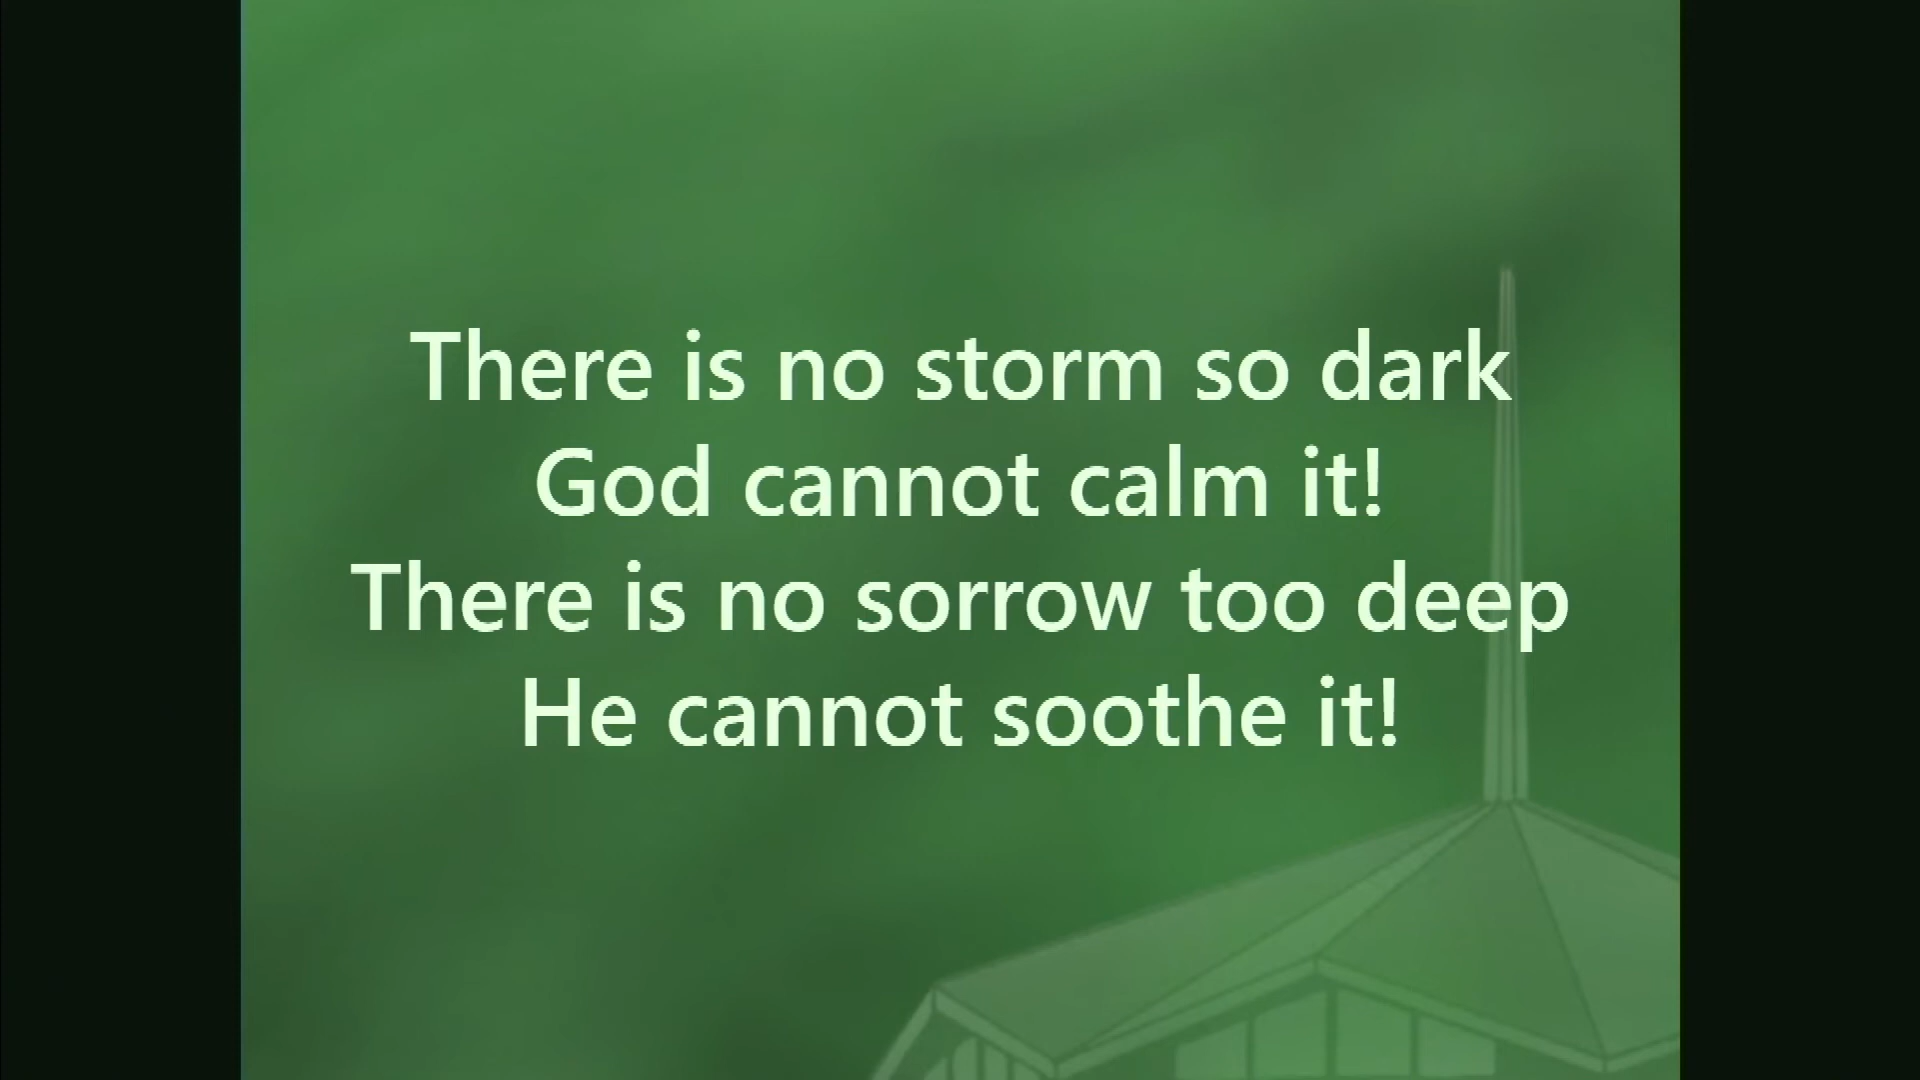 There is no storm so dark
God cannot calm it!
There is no sorrow too deep
He cannot soothe it!